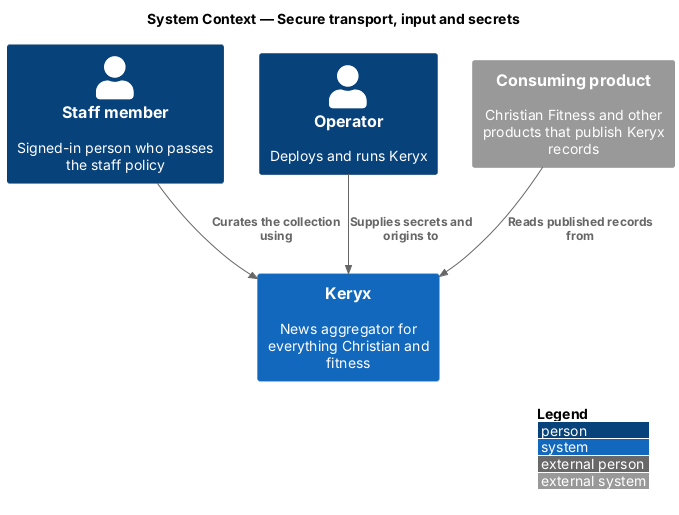 System Context — Secure transport, input and secrets
Staff member
Signed-in person who passes
the staff policy
Operator
Deploys and runs Keryx
Consuming product
Christian Fitness and other
products that publish Keryx
records
Curates the collection
using
Supplies secrets and
origins to
Reads published records
from
Keryx
News aggregator for
everything Christian and
fitness
Legend
person
system
external person
external system